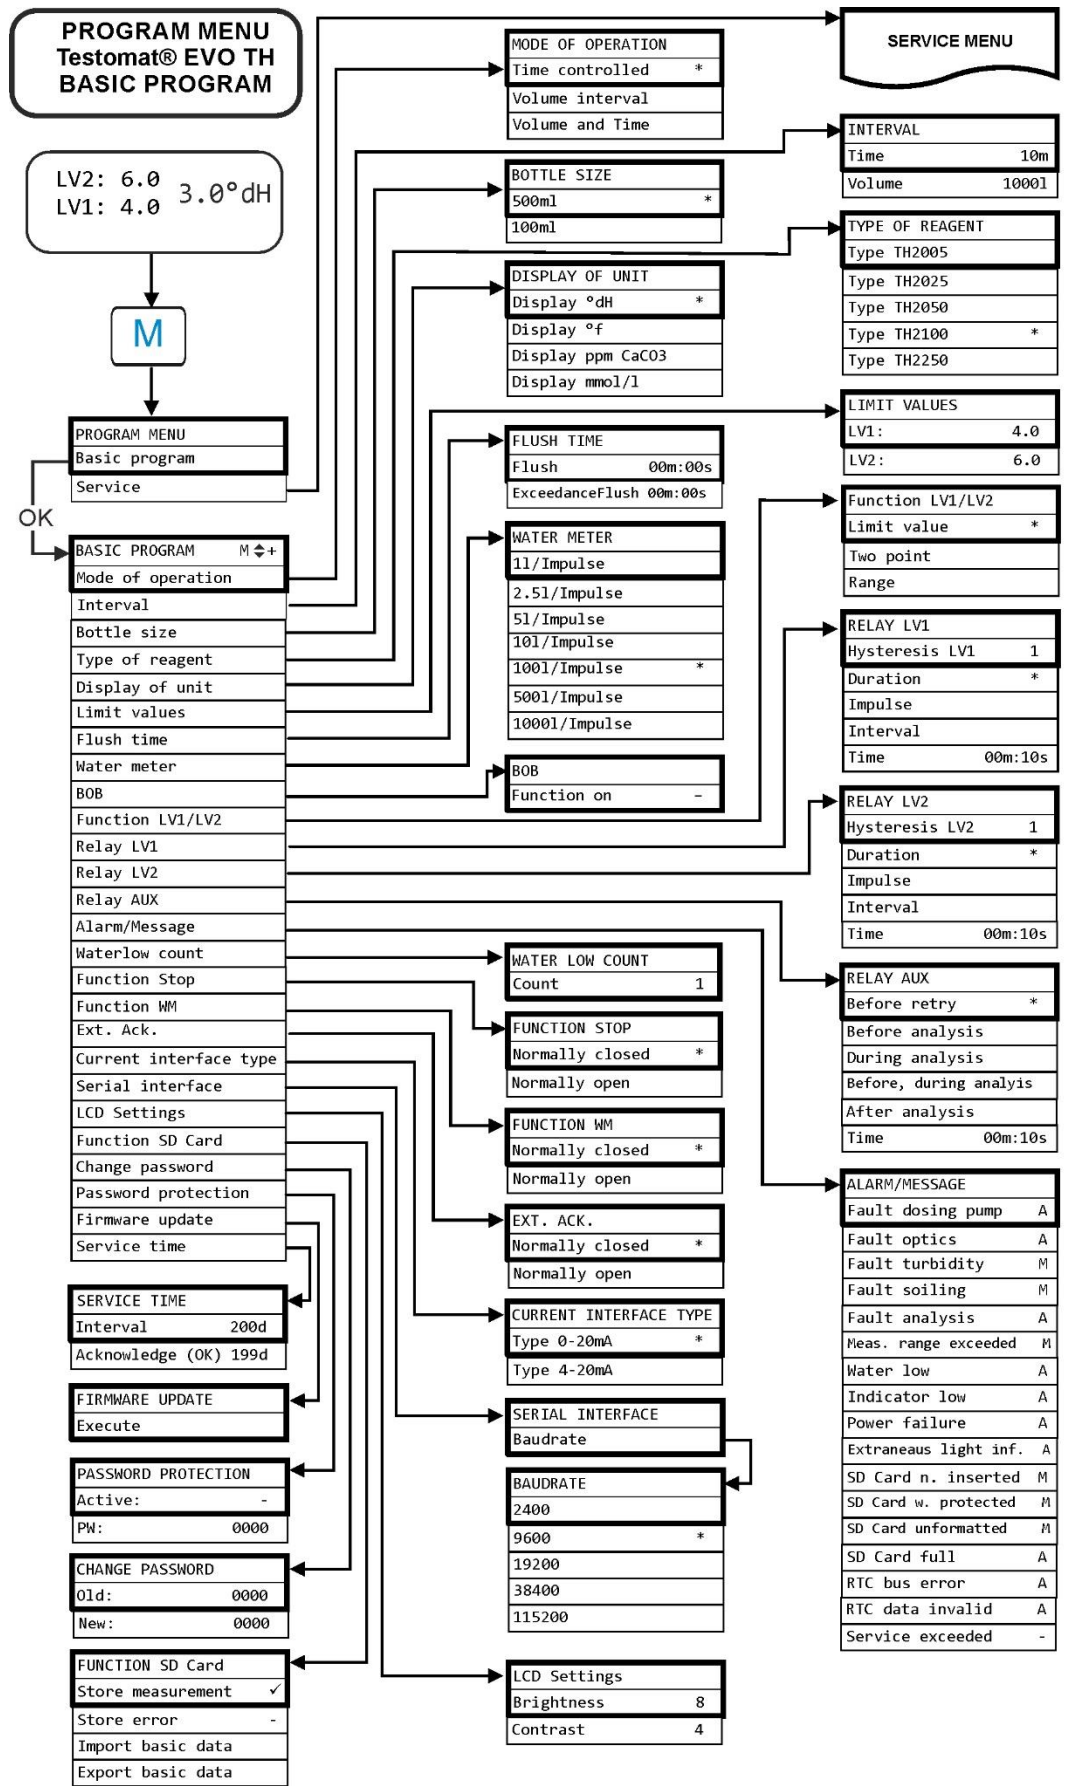 PROGRAM MENU
Testomat® EVO TH
BASIC PROGRAM
LV2: 6.0
LV1: 4.0
3.0°dH
M
PROGRAM MENU
Basic program
Service
OK
BASIC PROGRAM M+
Mode of operation
Interval
Bottle size
Type of reagent
Display of unit
Limit values
Flush time
Water meter
BOB
Function LV1/LV2
Relay LV1
Relay LV2
Relay AUX
Alarm/Message
Waterlow count
Function Stop
Function WM
Ext. Ack.
Current interface type
Serial interface
LCD Settings
Function SD Card
Change password
Password protection
Firmware update
Service time
SERVICE TIME
Interval 200d
Acknowledge (OK) 199d
FIRMWARE UPDATE
Execute
PASSWORD PROTECTION
Active: -
PW: 0000
CHANGE PASSWORD
Old: 0000
New: 0000
FUNCTION SD Card
Store measurement ✓
Store error -
Import basic data
Export basic data
MODE OF OPERATION
Time controlled *
Volume interval
Volume and Time
BOTTLE SIZE
500ml *
100ml
DISPLAY OF UNIT
Display °dH *
Display °f
Display ppm CaCO3
Display mmol/l
FLUSH TIME
Flush 00m:00s
ExceedanceFlush 00m:00s
WATER METER
1l/Impulse
2.5l/Impulse
5l/Impulse
10l/Impulse
100l/Impulse *
500l/Impulse
1000l/Impulse
BOB
Function on -
WATER LOW COUNT
Count 1
FUNCTION STOP
Normally closed *
Normally open
FUNCTION WM
Normally closed *
Normally open
EXT. ACK.
Normally closed *
Normally open
CURRENT INTERFACE TYPE
Type 0-20mA *
Type 4-20mA
SERIAL INTERFACE
Baudrate
BAUDRATE
2400
9600 *
19200
38400
115200
LCD Settings
Brightness 8
Contrast 4
SERVICE MENU
INTERVAL
Time 10m
Volume 1000l
TYPE OF REAGENT
Type TH2005
Type TH2025
Type TH2050
Type TH2100 *
Type TH2250
LIMIT VALUES
LV1: 4.0
LV2: 6.0
Function LV1/LV2
Limit value *
Two point
Range
RELAY LV1
Hysteresis LV1 1
Duration *
Impulse
Interval
Time 00m:10s
RELAY LV2
Hysteresis LV2 1
Duration *
Impulse
Interval
Time 00m:10s
RELAY AUX
Before retry *
Before analysis
During analysis
Before, during analyis
After analysis
Time 00m:10s
ALARM/MESSAGE
Fault dosing pump A
Fault optics A
Fault turbidity M
Fault soiling M
Fault analysis A
Meas. range exceeded M
Water low A
Indicator low A
Power failure A
Extraneaus light inf. A
SD Card n. inserted M
SD Card w. protected M
SD Card unformatted M
SD Card full A
RTC bus error A
RTC data invalid A
Service exceeded -